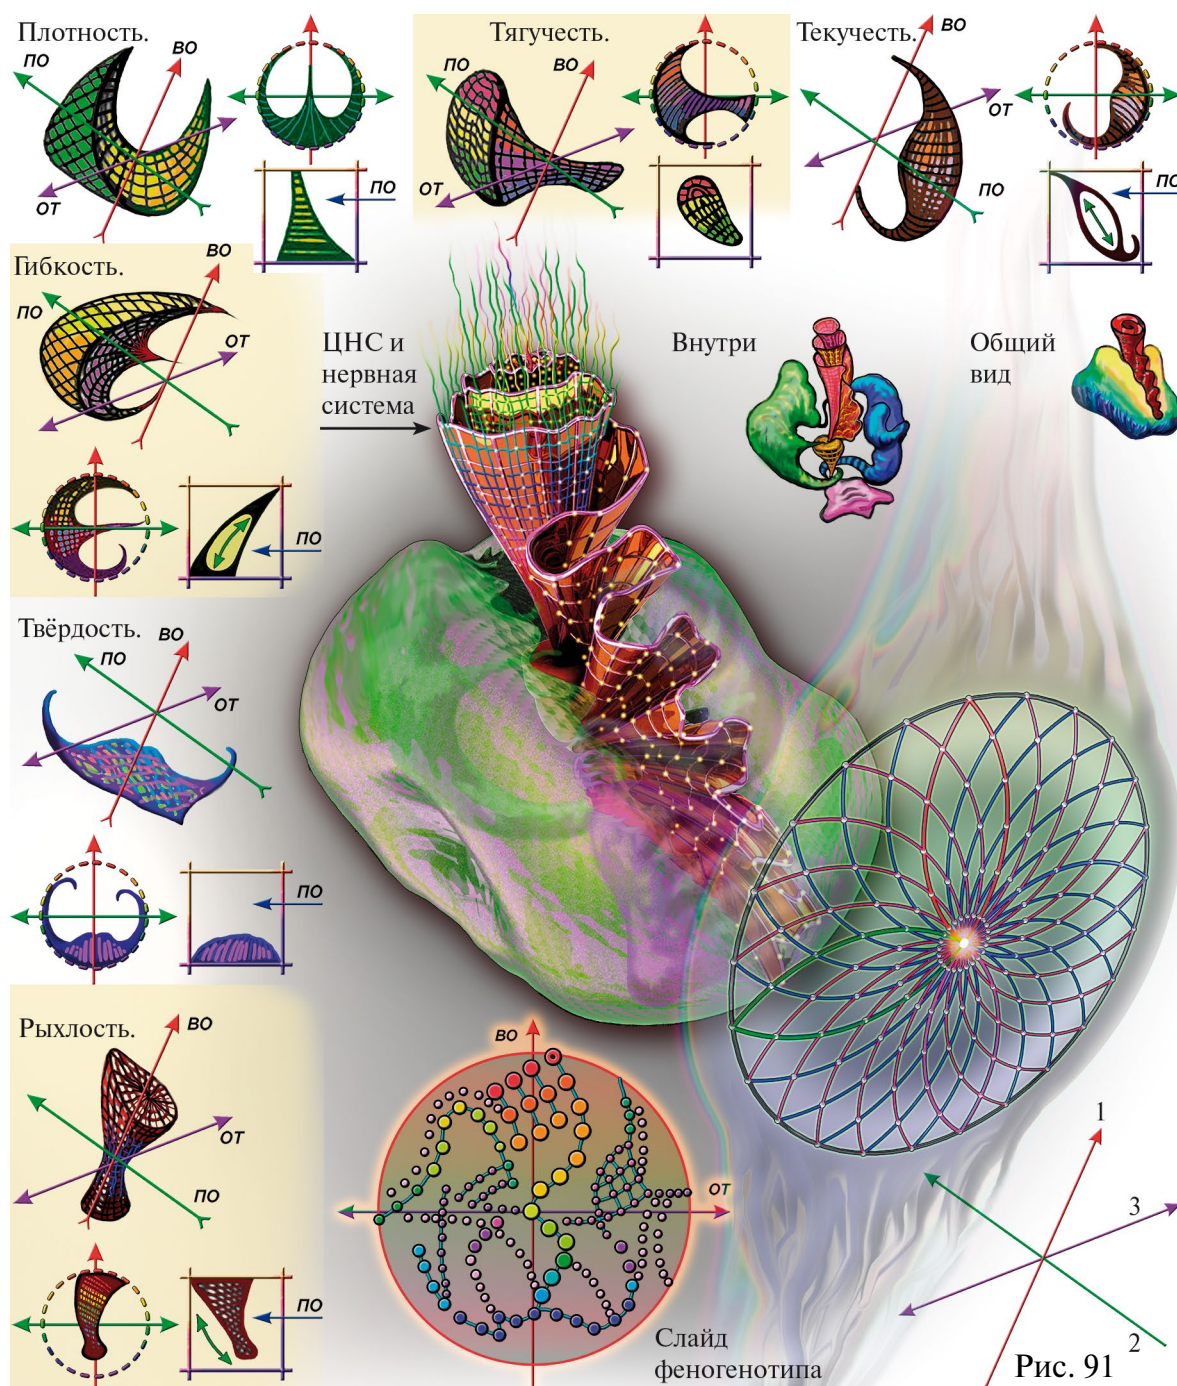 Плотность.
ВО
ПО
ОТ
ПО
Тягучесть.
ПО
ВО
ОТ
Текучесть.
ВО
ОТ
ПО
ПО
Гибкость.
ВО
ПО
ОТ
ПО
ЦНС и
нервная
система
Внутри
Общий
вид
Твёрдость.
ВО
ПО
ОТ
ПО
Рыхлость.
ВО
ОТ
ПО
ПО
ВО
ОТ
Слайд
феногенотипа
1
3
2
Рис. 91